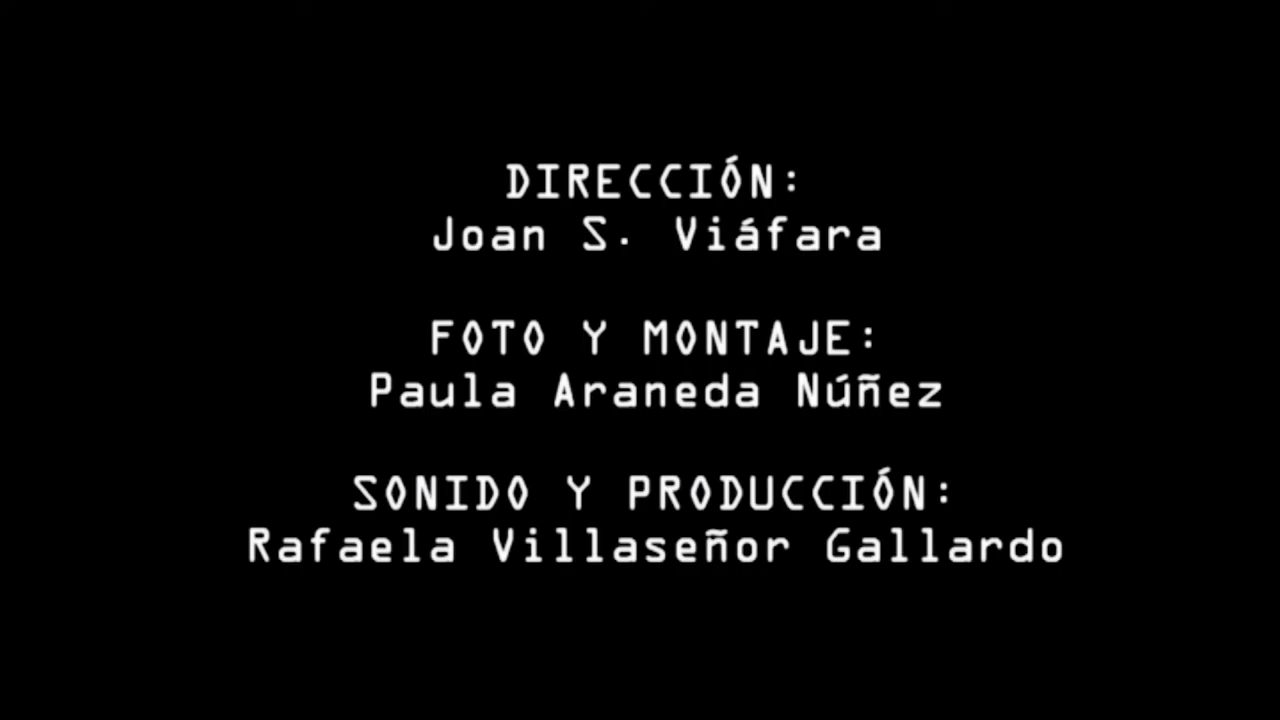 DIRECCIÓN:
Joan S. Viáfara
FOTO Y MONTAJE:
Paula Araneda Núñez
SONIDO Y PRODUCCIÓN:
Rafaela Villaseñor Gallardo